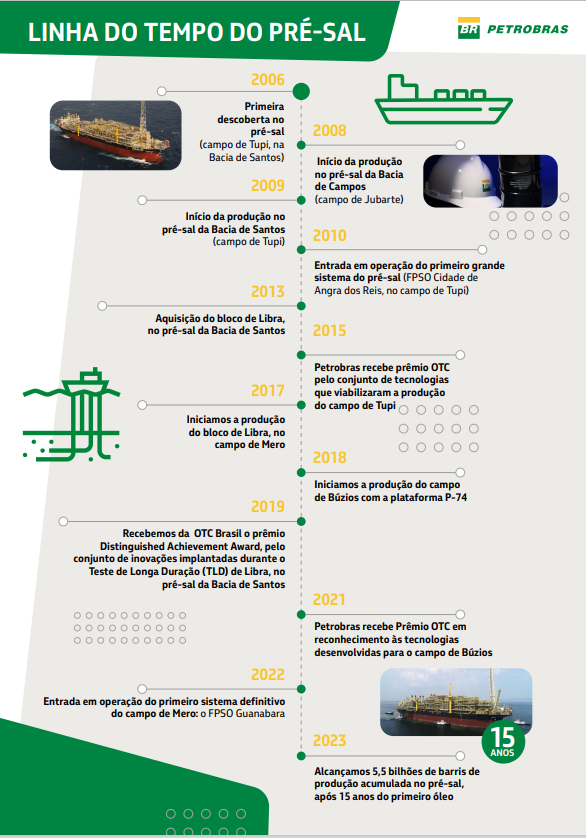 LINHA DO TEMPO DO PRÉ-SAL
BR PETROBRAS
2006
Primeira
descoberta no
pré-sal
(campo de Tupi, na
Bacia de Santos)
2008
Início da produção
no pré-sal da Bacia
de Campos
(campo de Jubarte)
2009
Início da produção no
pré-sal da Bacia de Santos
(campo de Tupi)
2010
Entrada em operação do primeiro grande
sistema do pré-sal (FPSO Cidade de
Angra dos Reis, no campo de Tupi)
2013
Aquisição do bloco de Libra,
no pré-sal da Bacia de Santos
2015
Petrobras recebe prêmio OTC
pelo conjunto de tecnologias
que viabilizaram a produção
do campo de Tupi
2017
Iniciamos a produção
do bloco de Libra, no
campo de Mero
2018
Iniciamos a produção do campo
de Búzios com a plataforma P-74
2019
Recebemos da OTC Brasil o prêmio
Distinguished Achievement Award, pelo
conjunto de inovações implantadas durante o
Teste de Longa Duração (TLD) de Libra, no
pré-sal da Bacia de Santos
2021
Petrobras recebe Prêmio OTC em
reconhecimento às tecnologias
desenvolvidas para o campo de Búzios
2022
Entrada em operação do primeiro sistema definitivo
do campo de Mero: o FPSO Guanabara
15
ANOS
2023
Alcançamos 5,5 bilhões de barris de
produção acumulada no pré-sal,
após 15 anos do primeiro óleo